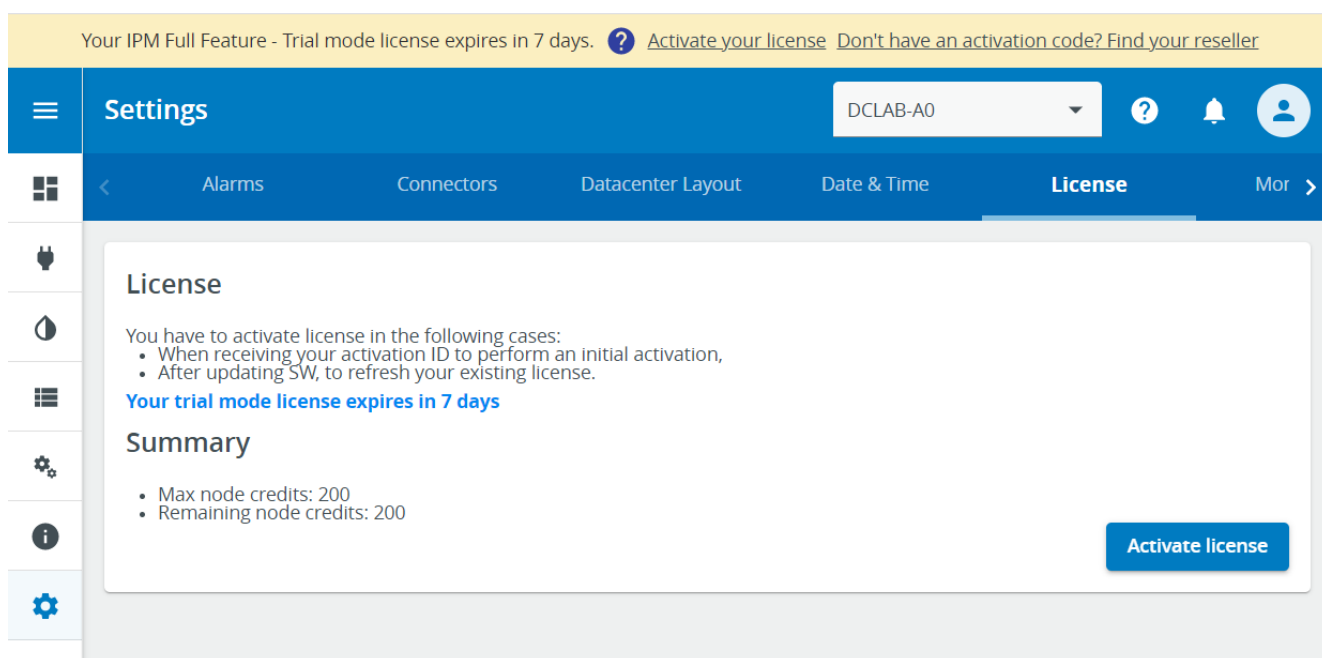 Your IPM Full Feature - Trial mode license expires in 7 days. ? Activate your license Don't have an activation code? Find your reseller
Settings
DCLAB-A0
?
Alarms Connectors Datacenter Layout Date & Time License Mor
License
You have to activate license in the following cases:
• When receiving your activation ID to perform an initial activation,
• After updating SW, to refresh your existing license.
Your trial mode license expires in 7 days
Summary
• Max node credits: 200
• Remaining node credits: 200
Activate license